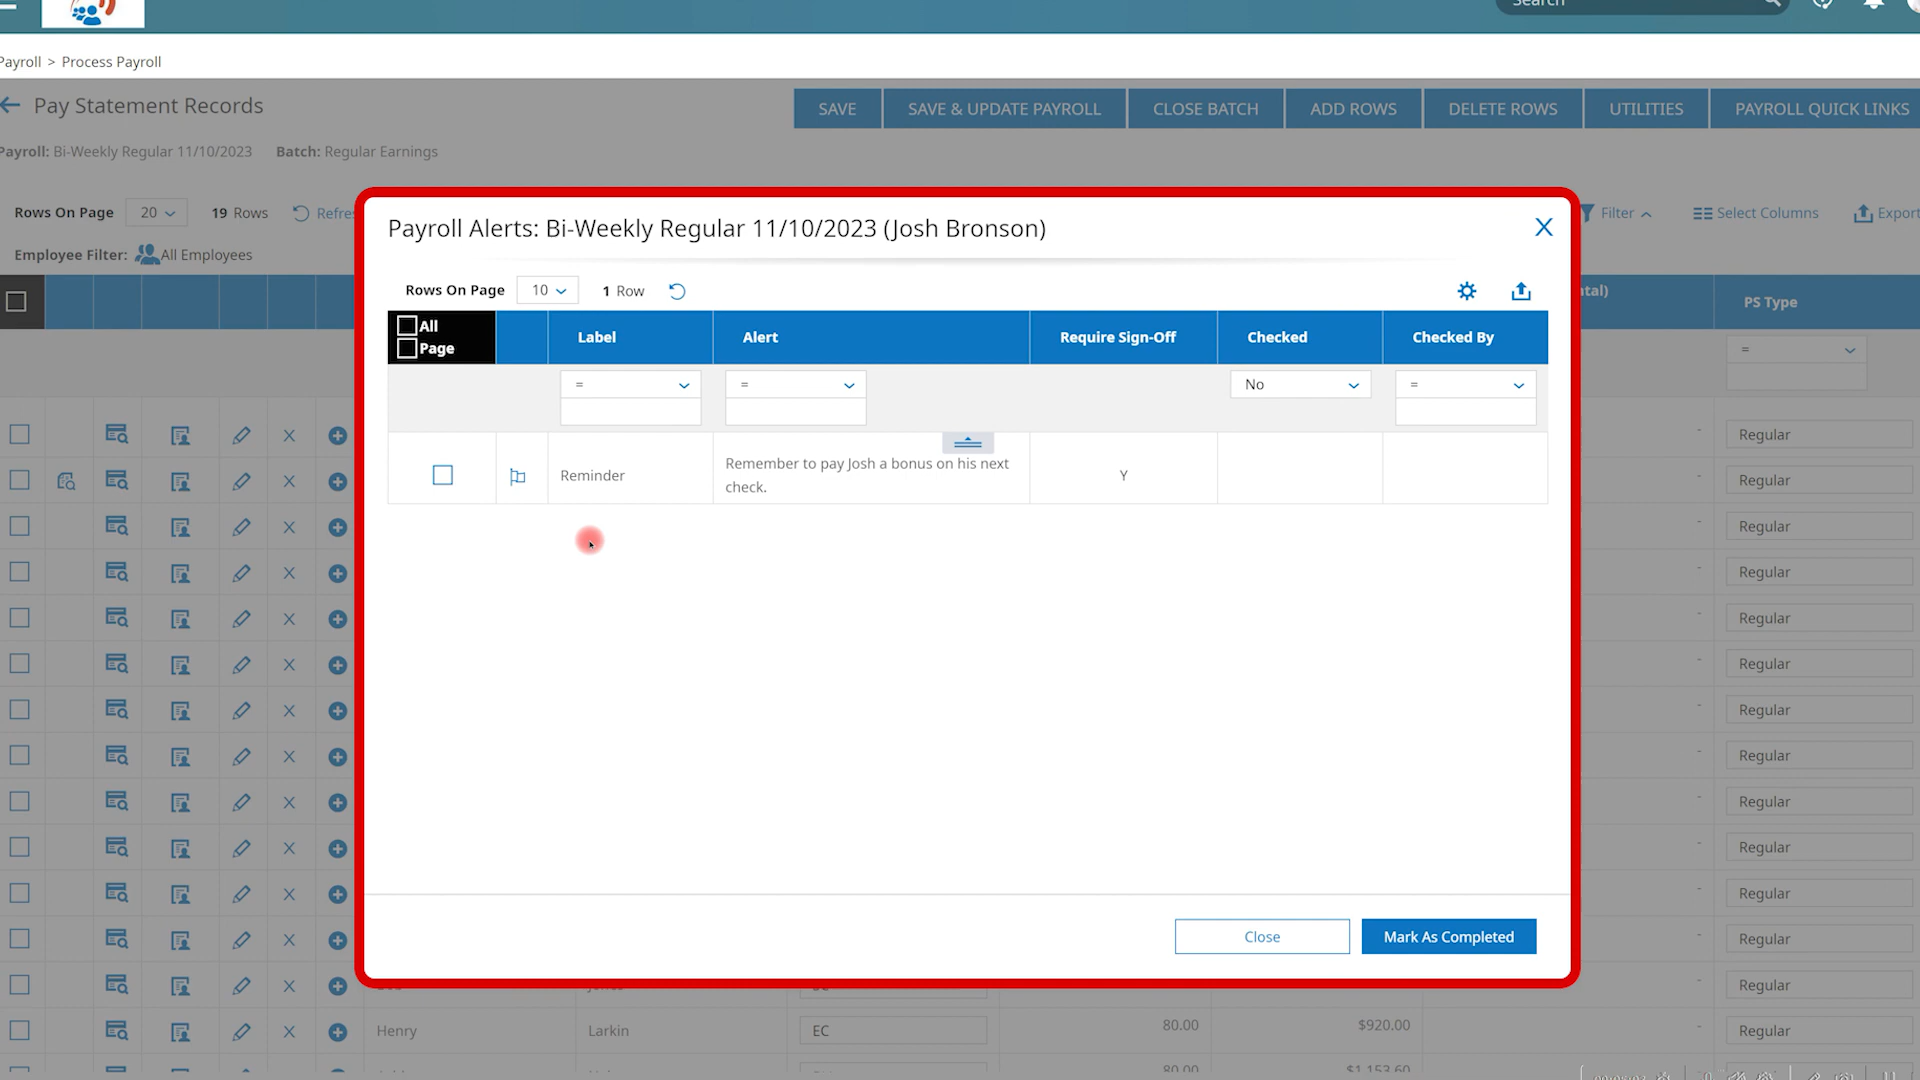 Search
Payroll > Process Payroll
Pay Statement Records
SAVE
SAVE & UPDATE PAYROLL
CLOSE BATCH
ADD ROWS
DELETE ROWS
UTILITIES
PAYROLL QUICK LINKS
Payroll: Bi-Weekly Regular 11/10/2023 Batch: Regular Earnings
Rows On Page 20 19 Rows
Filter
Select Columns
Export
Employee Filter: All Employees
PS Type
=
Payroll Alerts: Bi-Weekly Regular 11/10/2023 (Josh Bronson)
X
Rows On Page 10 1 Row
All
Page
Label
Alert
Require Sign-Off
Checked
Checked By
=
=
No
=
Reminder
Remember to pay Josh a bonus on his next
check.
Y
Close
Mark As Completed
X - Regular
X - Regular
X - Regular
X - Regular
X - Regular
X - Regular
X - Regular
X - Regular
X - Regular
X - Regular
X - Regular
X - Regular
X - Regular
X Henry Larkin EC 80.00 $920.00 - Regular
80.00 $1,153.60